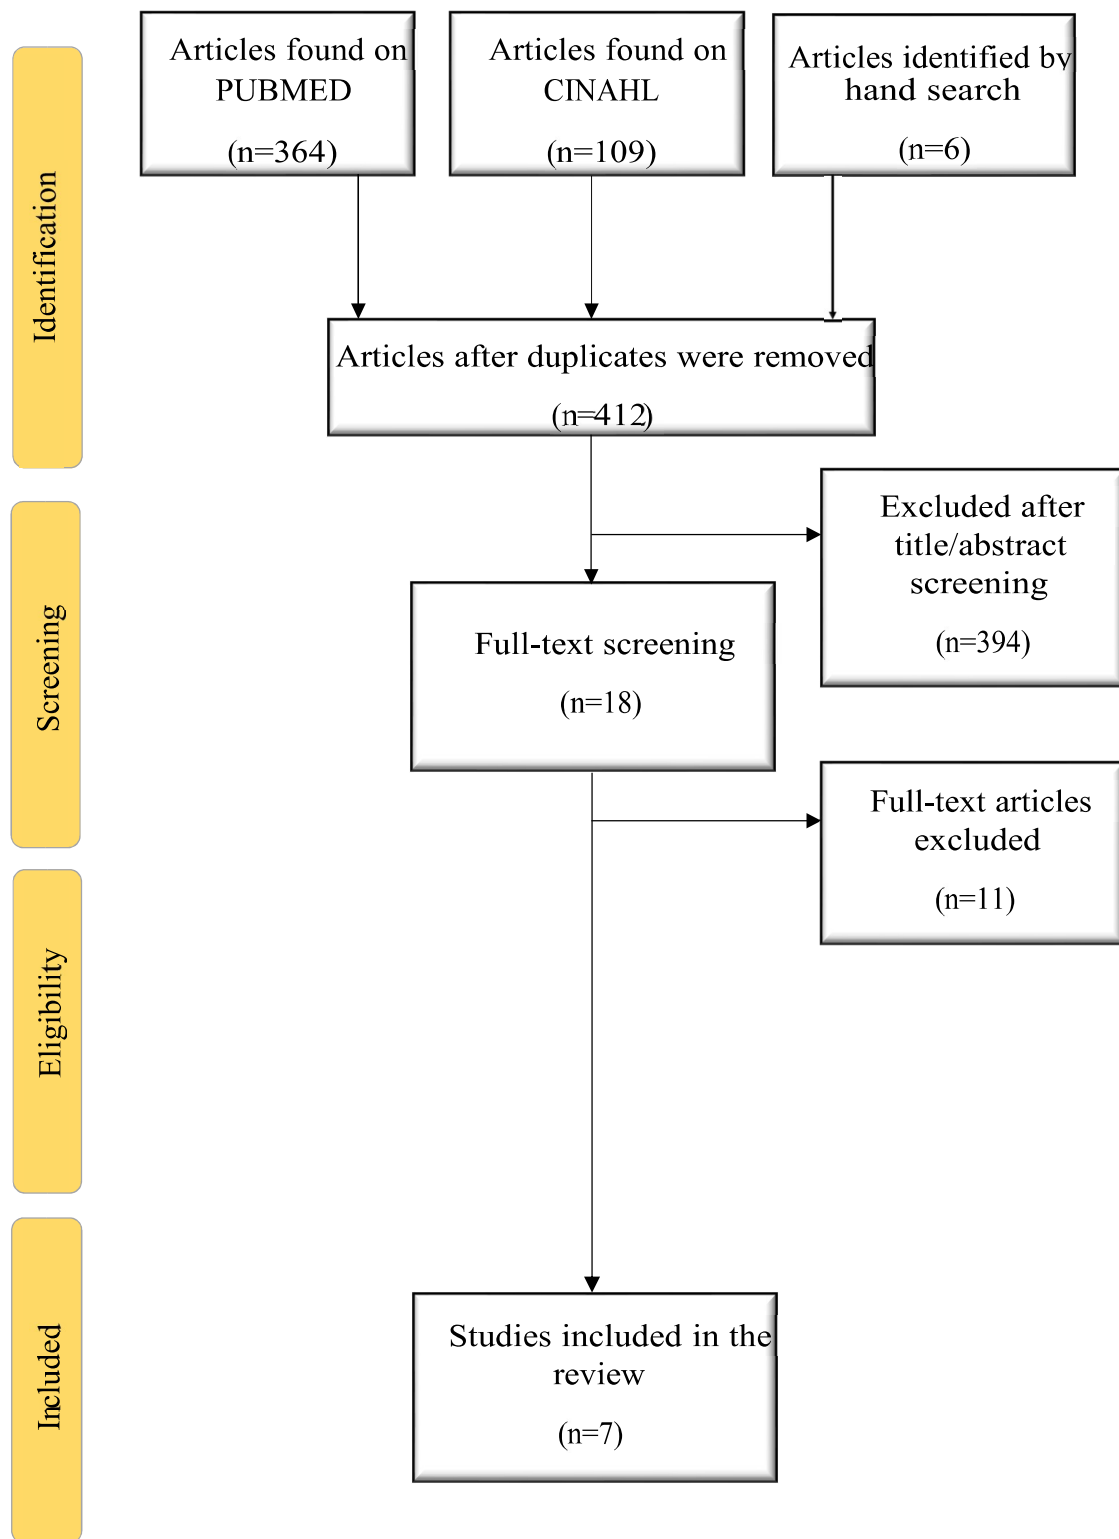 Identification
Articles found on
PUBMED
(n=364)
Articles found on
CINAHL
(n=109)
Articles identified by
hand search
(n=6)
Articles after duplicates were removed
(n=412)
Screening
Excluded after
title/abstract
screening
(n=394)
Full-text screening
(n=18)
Full-text articles
excluded
(n=11)
Eligibility
Included
Studies included in the
review
(n=7)